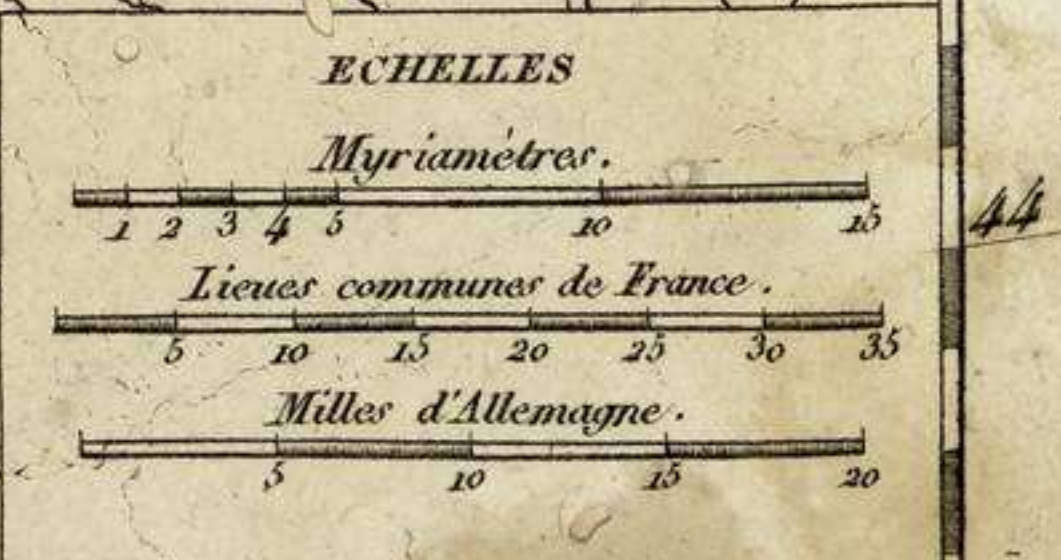 ECHELLES
Myriamètres.
1 2 3 4 5 10 15
44
Lieues communes de France.
5 10 15 20 25 30 35
Milles d'Allemagne.
5 10 15 20